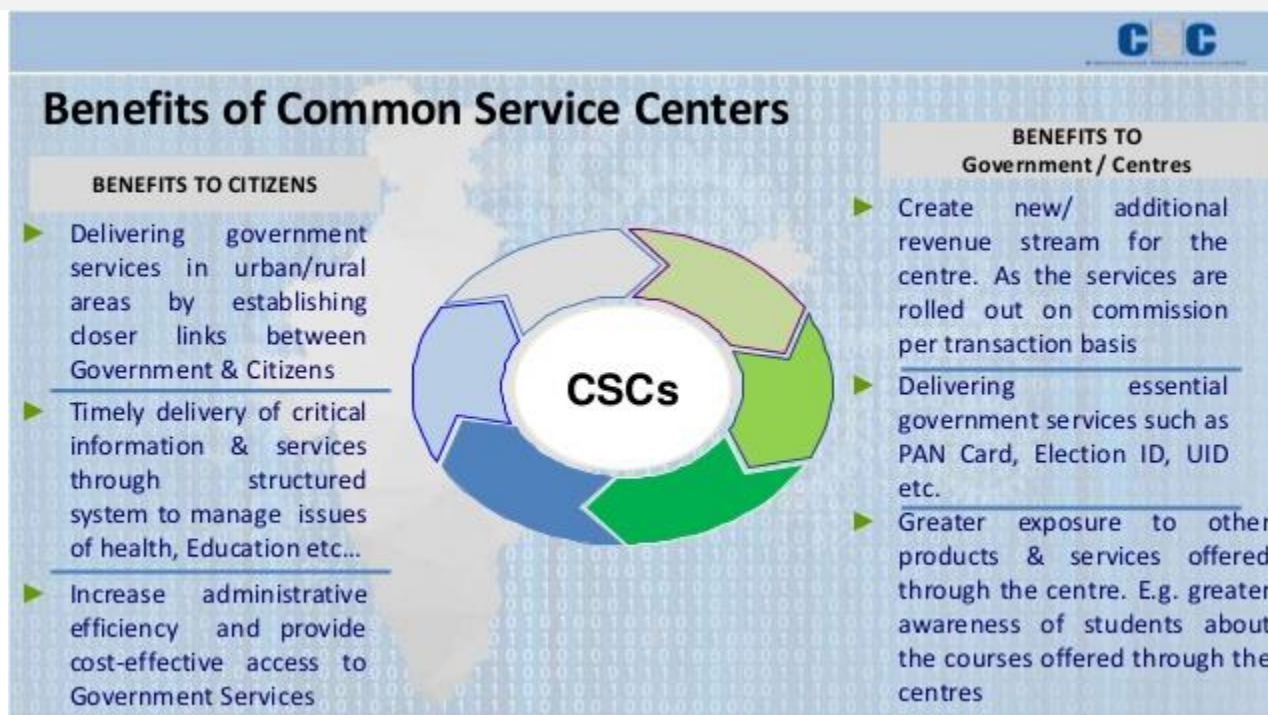 C S C
Benefits of Common Service Centers
BENEFITS TO CITIZENS
Delivering government
services in urban/rural
areas by establishing
closer links between
Government & Citizens
Timely delivery of critical
information & services
through structured
system to manage issues
of health, Education etc...
Increase administrative
efficiency and provide
cost-effective access to
Government Services
CSCs
BENEFITS TO
Government / Centres
Create new/ additional
revenue stream for the
centre. As the services are
rolled out on commission
per transaction basis
Delivering essential
government services such as
PAN Card, Election ID, UID
etc.
Greater exposure to other
products & services offered
through the centre. E.g. greater
awareness of students about
the courses offered through the
centres